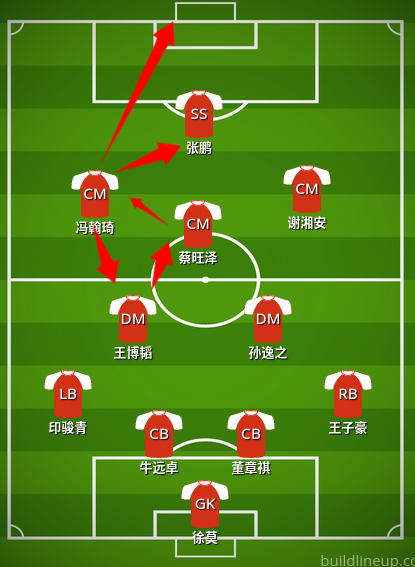 SS
张鹏
CM
冯翰琦
CM
谢湘安
CM
蔡旺泽
DM
王博韬
DM
孙逸之
LB
印骏青
RB
王子豪
CB
牛远卓
CB
董章祺
GK
徐莫
buildlineup.co